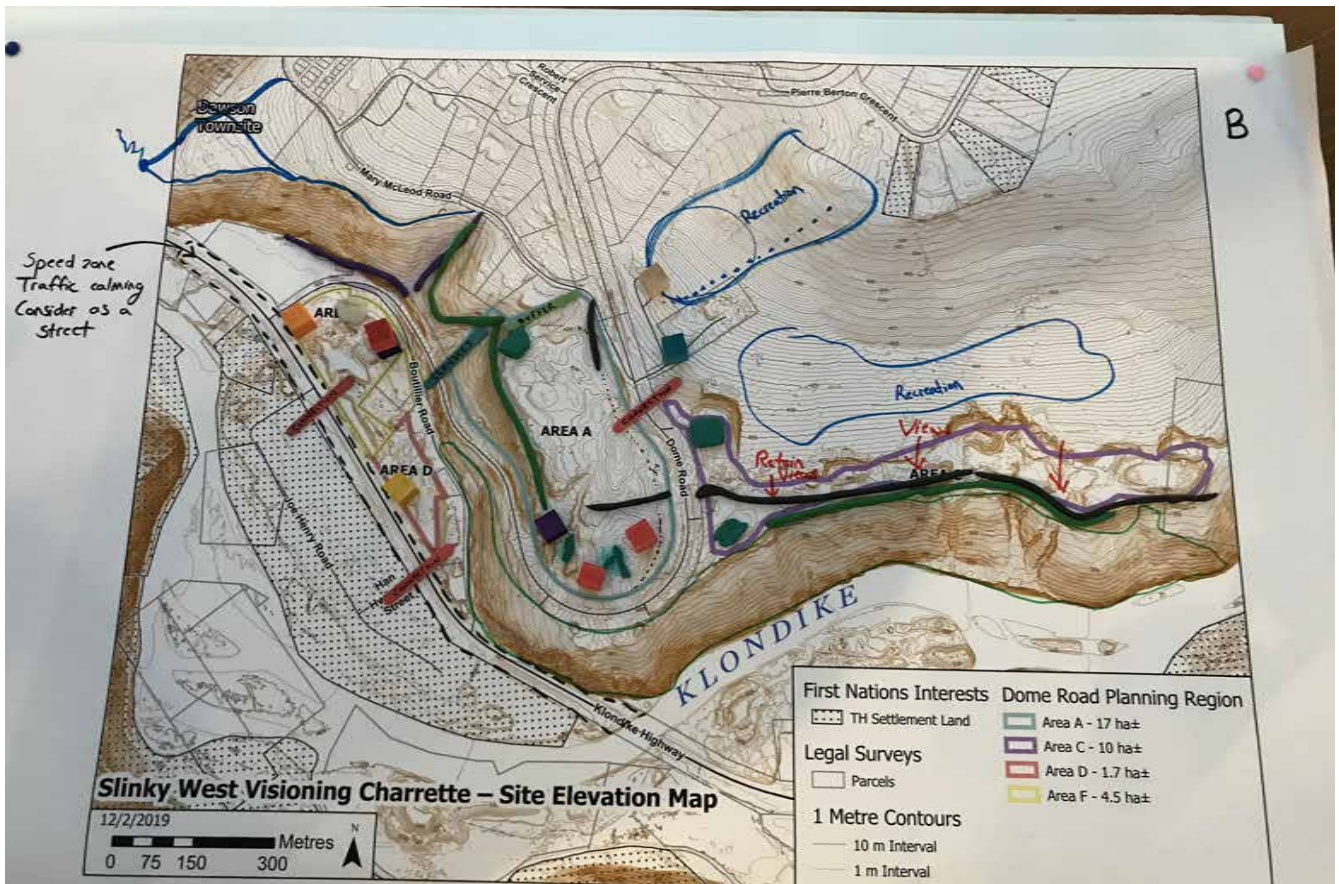 B
Dawson
Townsite
Robert
Service
Crescent
Pierre Berton Crescent
Mary McLeod Road
Recreation
Speed zone
Traffic calming
Consider as a
street
BUFFER
Boutillier Road
AREA A
Recreation
AREA D
Dome Road
Retain
Views
Views
Joe Henry Road
Han
KLONDIKE
Klondike Highway
Slinky West Visioning Charrette – Site Elevation Map
12/2/2019
Metres
0 75 150 300
N
First Nations Interests
TH Settlement Land
Legal Surveys
Parcels
1 Metre Contours
10 m Interval
1 m Interval
Dome Road Planning Region
Area A - 17 ha±
Area C - 10 ha±
Area D - 1.7 ha±
Area F - 4.5 ha±